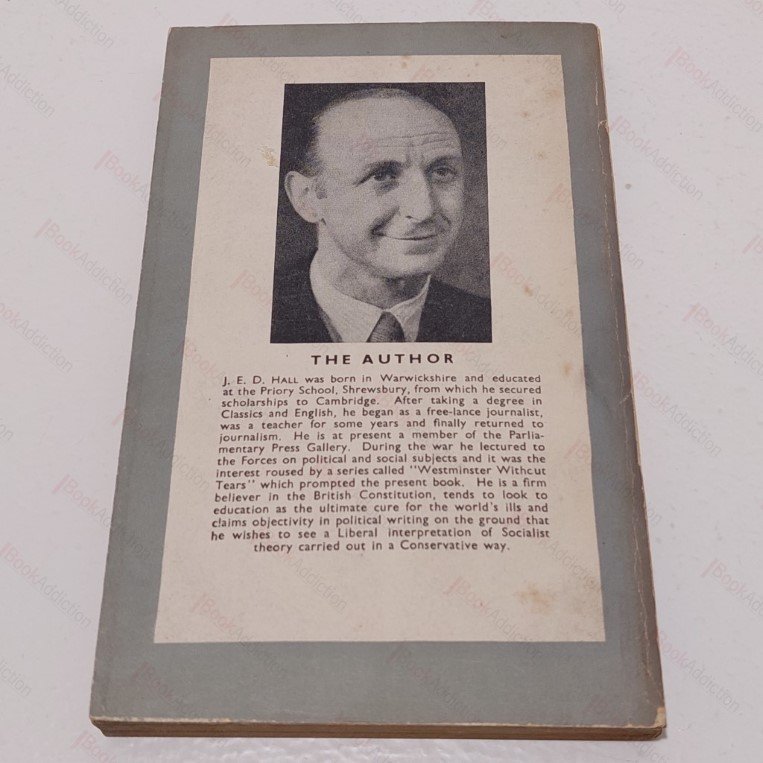 THE AUTHOR
J. E. D. HALL was born in Warwickshire and educated
at the Priory School, Shrewsbury, from which he secured
scholarships to Cambridge. After taking a degree in
Classics and English, he began as a free-lance journalist,
was a teacher for some years and finally returned to
journalism. He is at present a member of the Parlia-
mentary Press Gallery. During the war he lectured to
the Forces on political and social subjects and it was the
interest roused by a series called "Westminster Without
Tears" which prompted the present book. He is a firm
believer in the British Constitution, tends to look to
education as the ultimate cure for the world's ills and
claims objectivity in political writing on the ground that
he wishes to see a Liberal interpretation of Socialist
theory carried out in a Conservative way.
BookAddiction